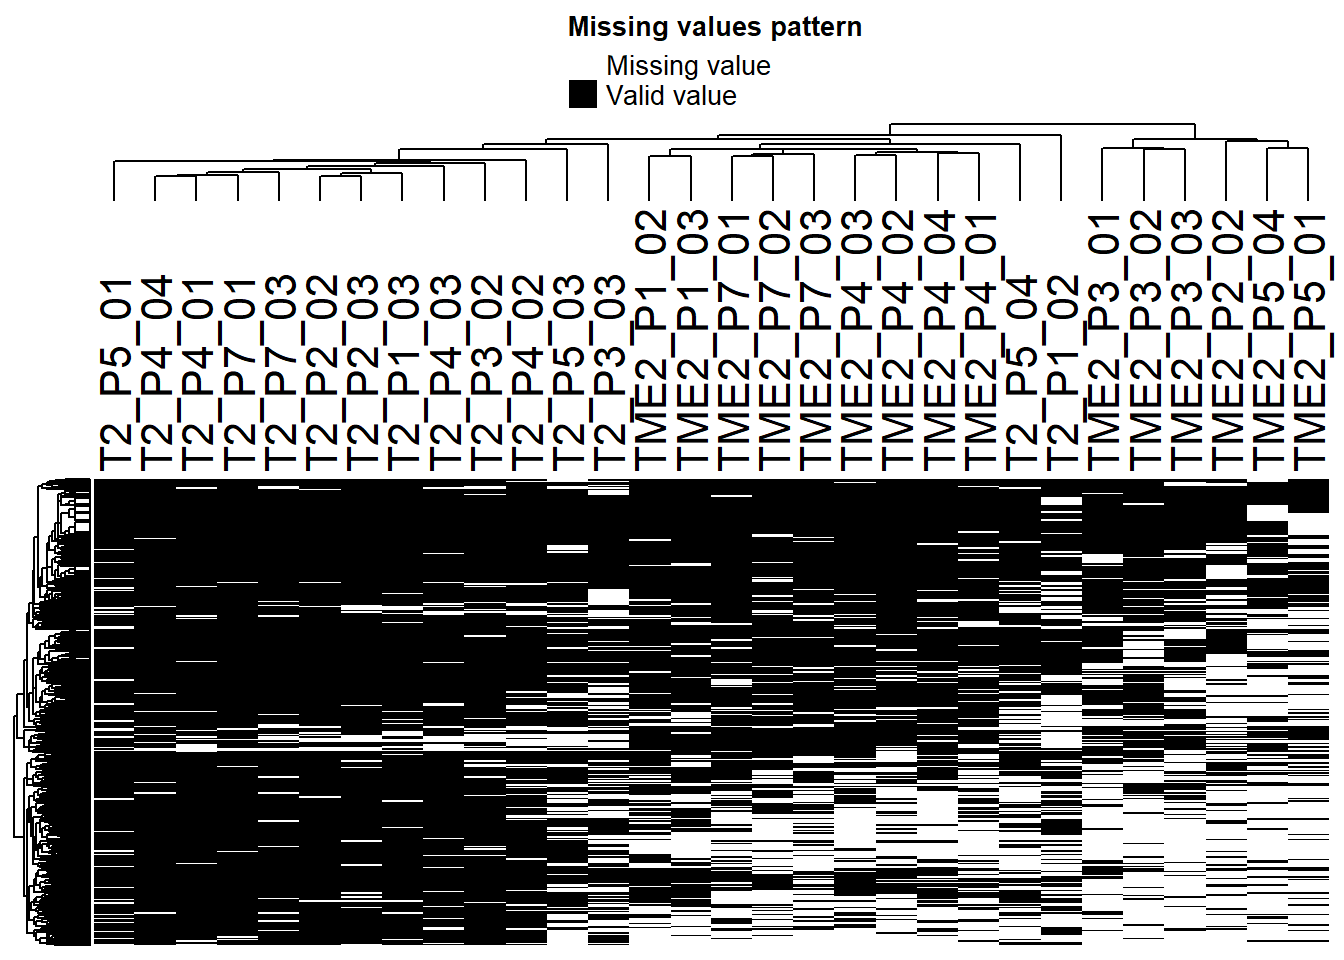 Missing values pattern
Missing value
Valid value
T2_P5_01
T2_P4_04
T2_P4_01
T2_P7_01
T2_P7_03
T2_P2_02
T2_P2_03
T2_P1_03
T2_P4_03
T2_P3_02
T2_P4_02
T2_P5_03
T2_P3_03
TME2_P1_02
TME2_P1_03
TME2_P7_01
TME2_P7_02
TME2_P7_03
TME2_P4_03
TME2_P4_02
TME2_P4_04
TME2_P4_01
T2_P5_04
T2_P1_02
TME2_P3_01
TME2_P3_02
TME2_P3_03
TME2_P2_02
TME2_P5_04
TME2_P5_01